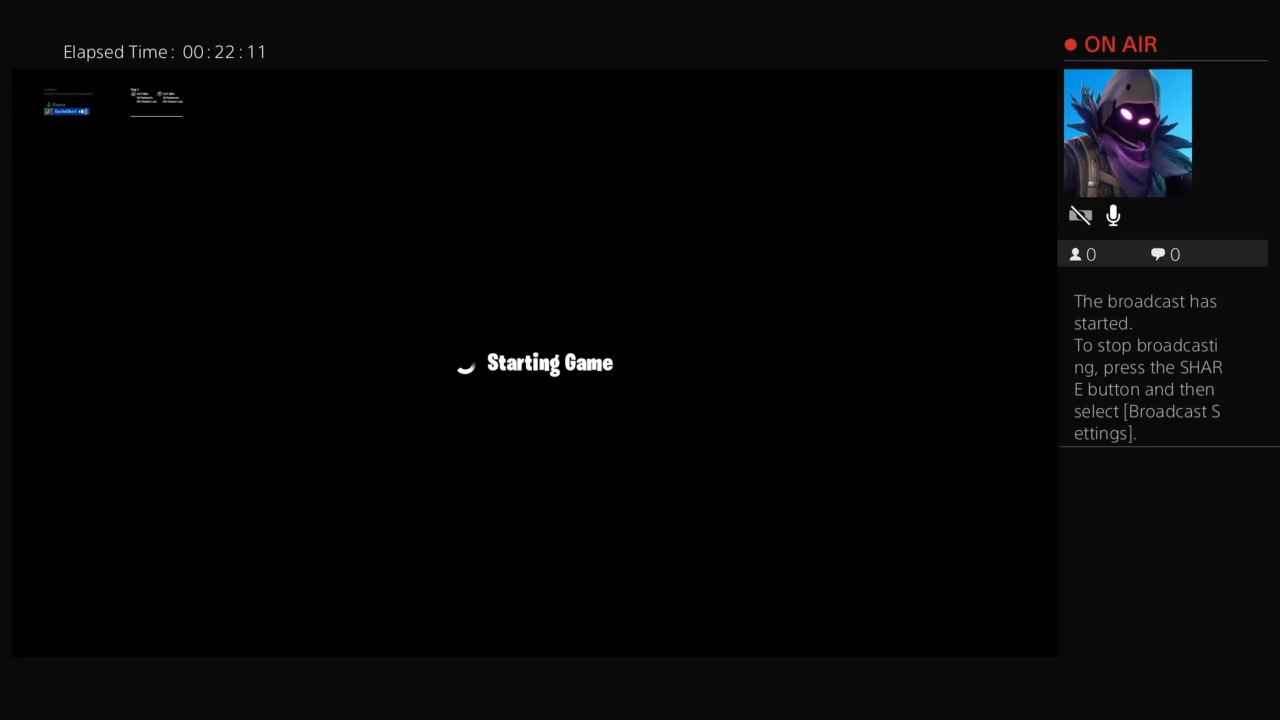 Elapsed Time: 00:22:11
ON AIR
0
0
The broadcast has
started.
To stop broadcasti
ng, press the SHAR
E button and then
select [Broadcast S
ettings].
Starting Game